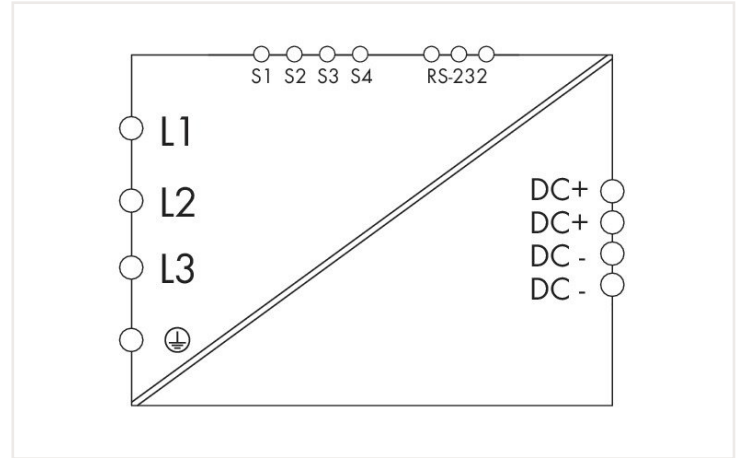 S1 S2 S3 S4 RS-232
L1
L2
L3
DC+
DC+
DC -
DC -